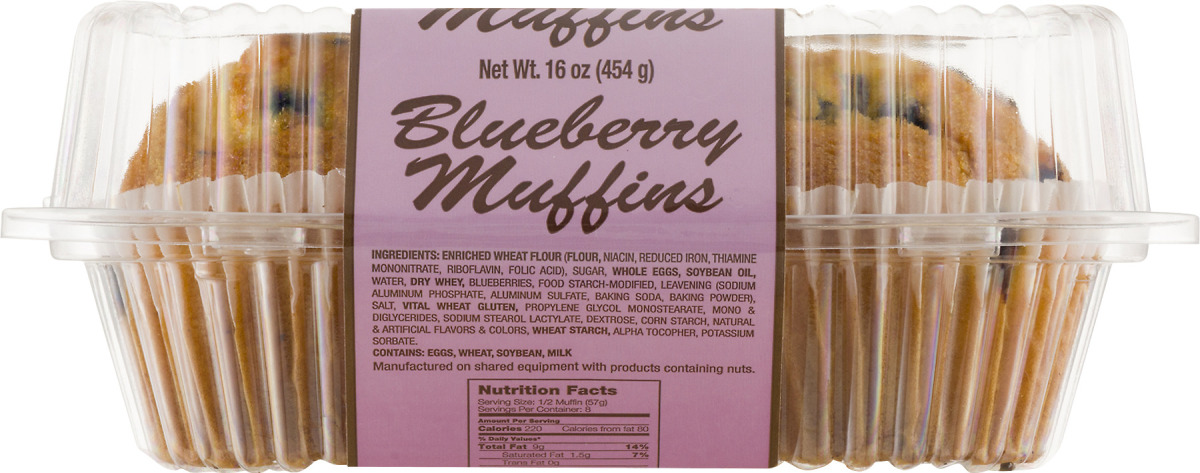 Muffins
Net Wt. 16 oz (454 g)
Blueberry
Muffins
INGREDIENTS: ENRICHED WHEAT FLOUR (FLOUR, NIACIN, REDUCED IRON, THIAMINE
MONONITRATE, RIBOFLAVIN, FOLIC ACID), SUGAR, WHOLE EGGS, SOYBEAN OIL,
WATER, DRY WHEY, BLUEBERRIES, FOOD STARCH-MODIFIED, LEAVENING (SODIUM
ALUMINUM PHOSPHATE, ALUMINUM SULFATE, BAKING SODA, BAKING POWDER),
SALT, VITAL WHEAT GLUTEN, PROPYLENE GLYCOL MONOSTEARATE, MONO &
DIGLYCERIDES, SODIUM STEAROL LACTYLATE, DEXTROSE, CORN STARCH, NATURAL
& ARTIFICIAL FLAVORS & COLORS, WHEAT STARCH, ALPHA TOCOPHER, POTASSIUM
SORBATE.
CONTAINS: EGGS, WHEAT, SOYBEAN, MILK
Manufactured on shared equipment with products containing nuts.
Nutrition Facts
Serving Size: 1/2 Muffin (57g)
Servings Per Container: 8
Amount Per Serving
Calories 220 Calories from fat 80
% Daily Values*
Total Fat 9g 14%
Saturated Fat 1.5g 7%
Trans Fat 0g